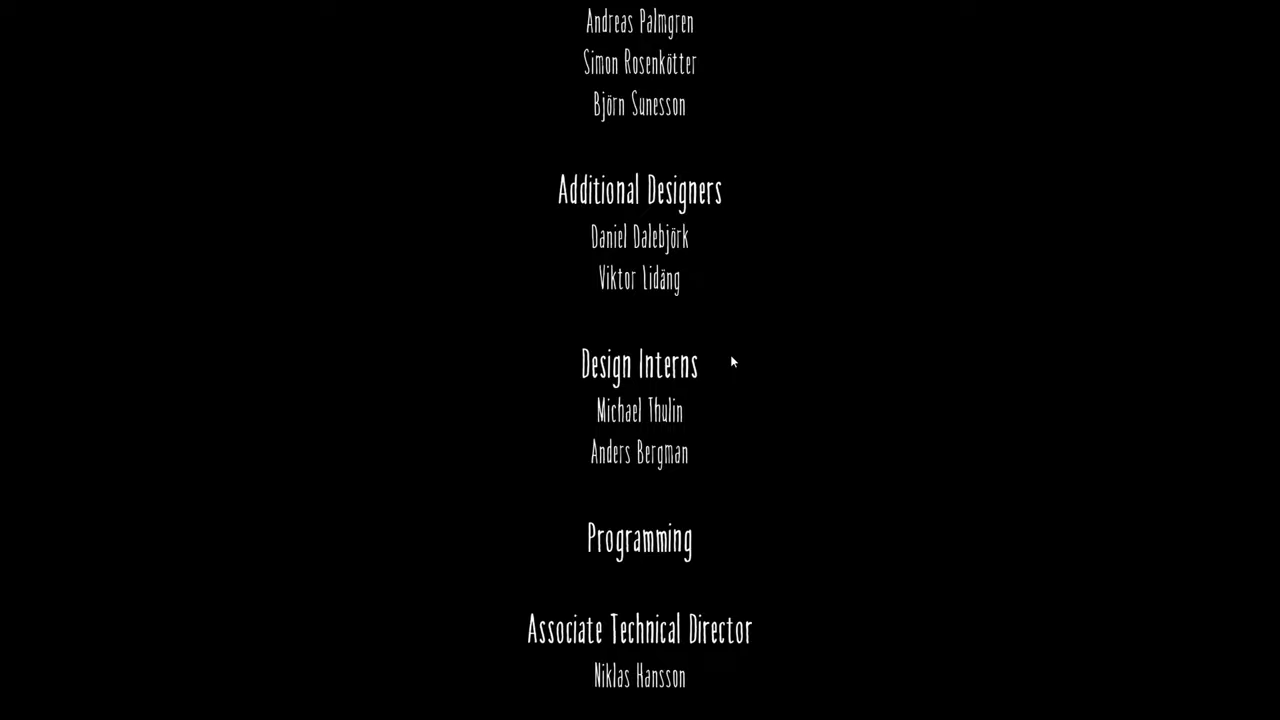 Andreas Palmgren
Simon Rosenkötter
Björn Sunesson
Additional Designers
Daniel Dalebjörk
Viktor Lidäng
Design Interns
Michael Thulin
Anders Bergman
Programming
Associate Technical Director
Niklas Hansson